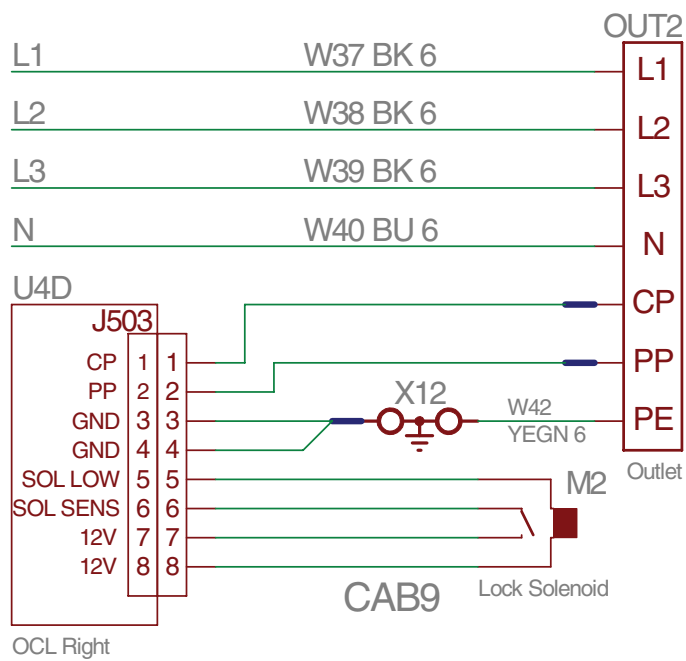 OUT2
L1 W37 BK 6 L1
L2 W38 BK 6 L2
L3 W39 BK 6 L3
N W40 BU 6 N
U4D
CP
J503
CP 1 1
PP
PP 2 2
X12
GND 3 3 W42 PE
YEGN 6
GND 4 4
Outlet
SOL LOW 5 5 M2
SOL SENS 6 6
12V 7 7
12V 8 8
Lock Solenoid
CAB9
OCL Right